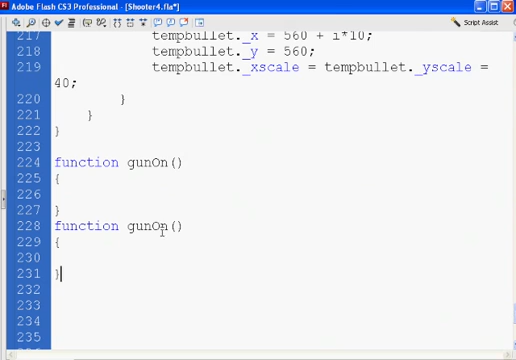 Adobe Flash CS3 Professional - [Shooter4.fla*]
Script Assist
217 tempbullet._x = 560 + i*10;
218 tempbullet._y = 560;
219 tempbullet._xscale = tempbullet._yscale =
40;
220 }
221 }
222 }
223
224 function gunOn()
225 {
226
227 }
228 function gunOn()
229 {
230
231 }
232
233
234
235